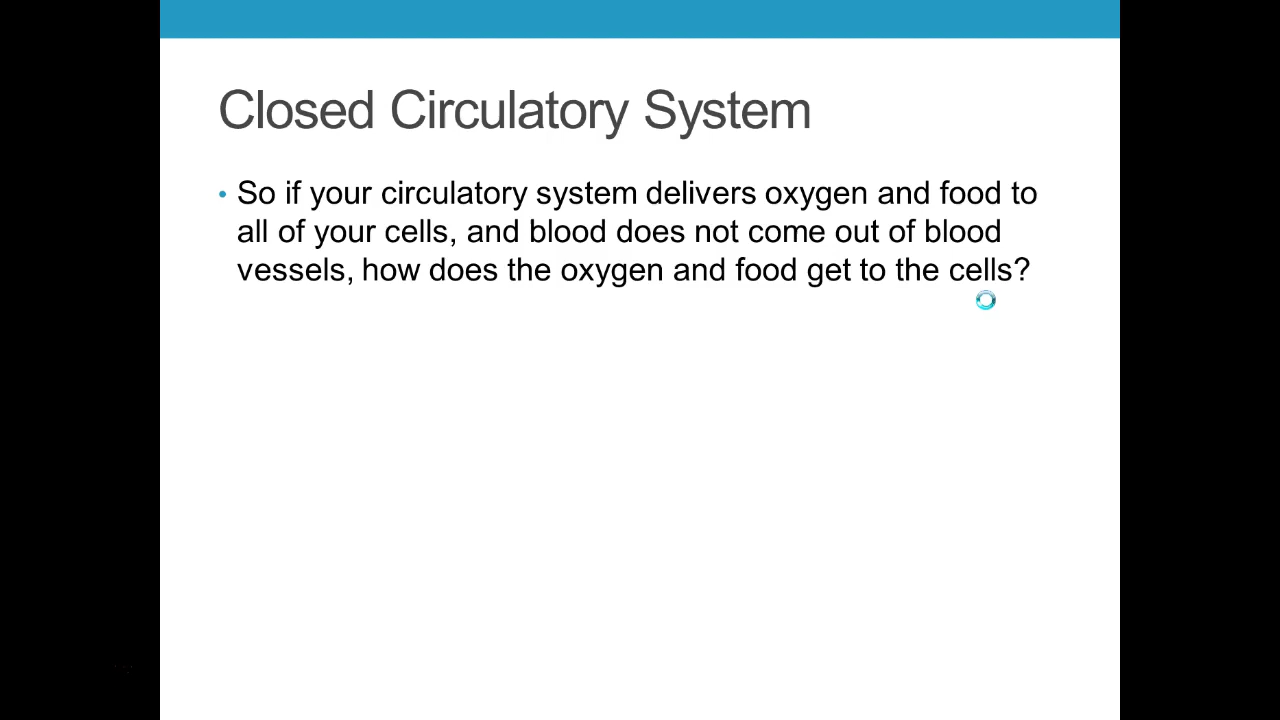 Closed Circulatory System
• So if your circulatory system delivers oxygen and food to
all of your cells, and blood does not come out of blood
vessels, how does the oxygen and food get to the cells?